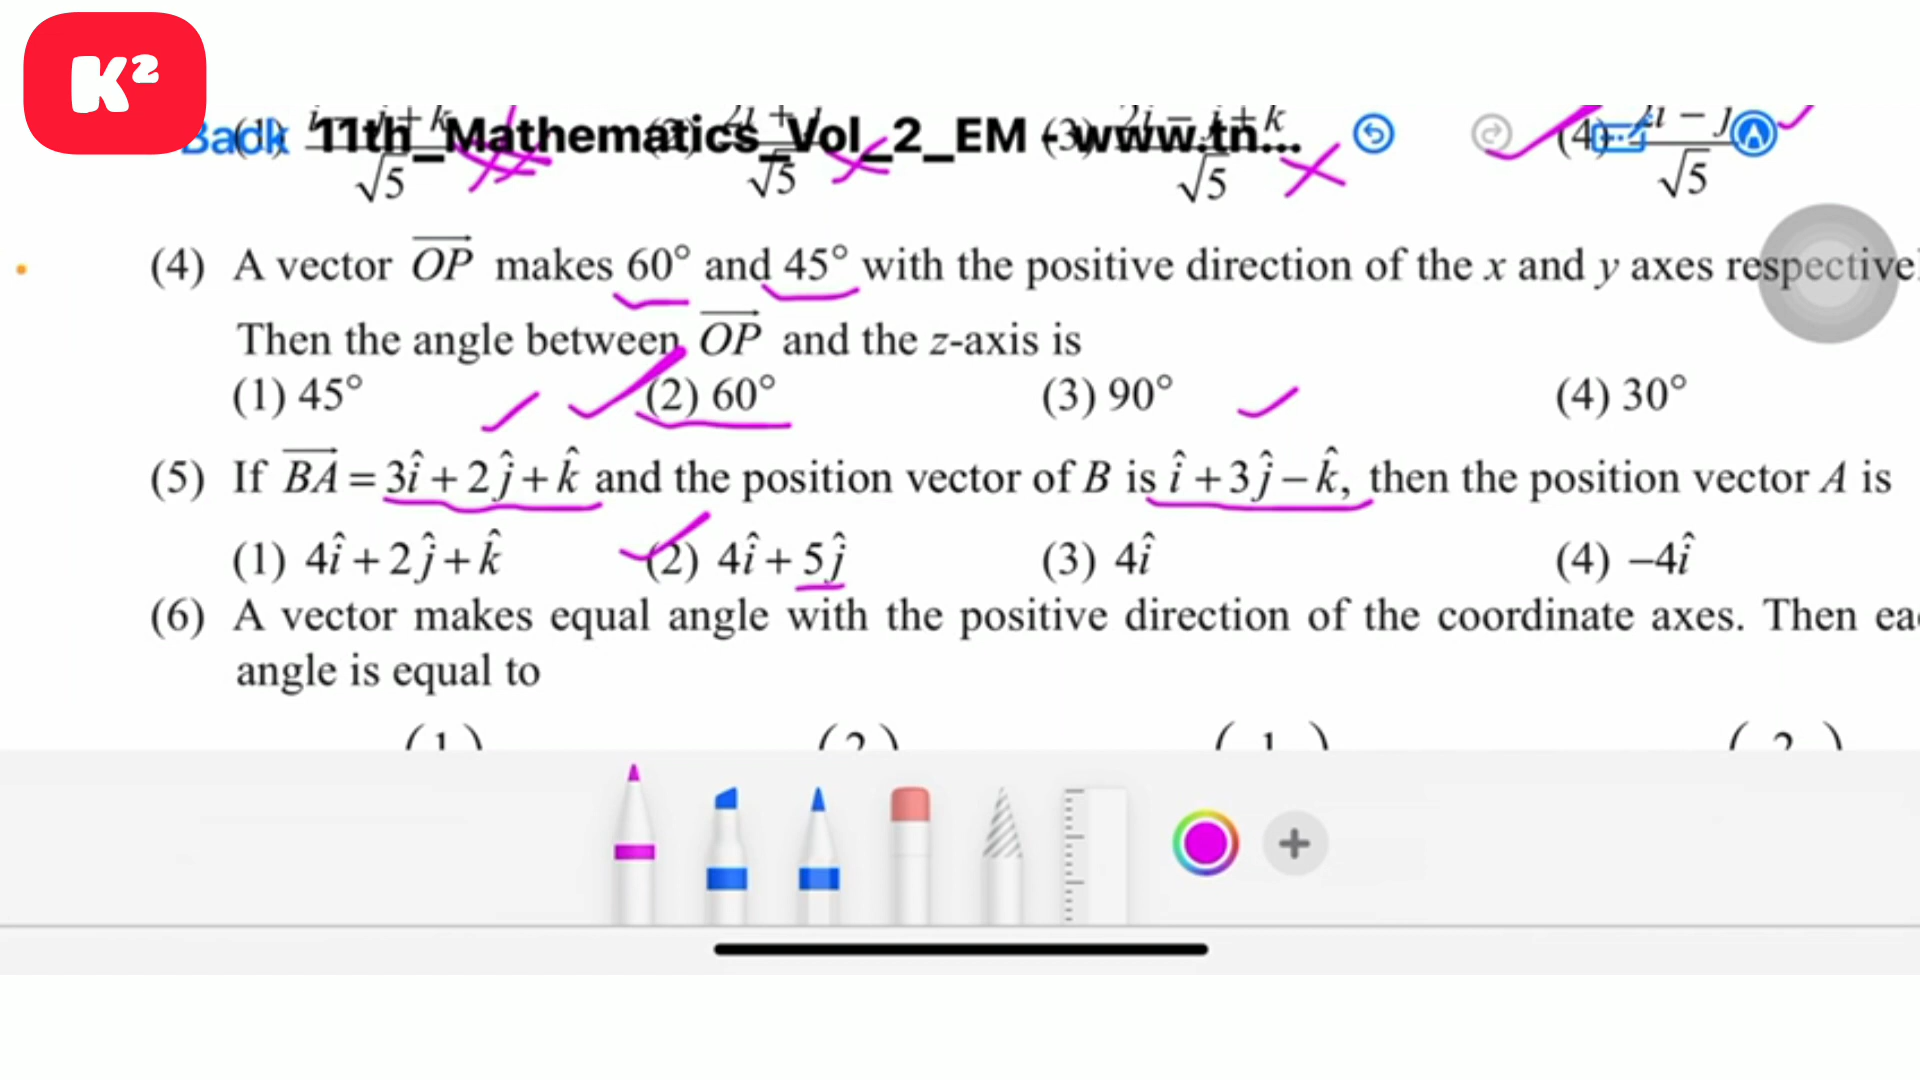 K²
Back 11th_Mathematics_Vol_2_EM - www.tn...
(1) √5 (2) √5 (3) √5 (4) √5
(4) A vector OP makes 60° and 45° with the positive direction of the x and y axes
Then the angle between OP and the z-axis is
(1) 45° (2) 60° (3) 90° (4) 30°
(5) If BA = 3î + 2ĵ + k̂ and the position vector of B is î + 3ĵ − k̂, then the position vector A is
(1) 4î + 2ĵ + k̂ (2) 4î + 5ĵ (3) 4î (4) −4î
(6) A vector makes equal angle with the positive direction of the coordinate axes. Then
angle is equal to